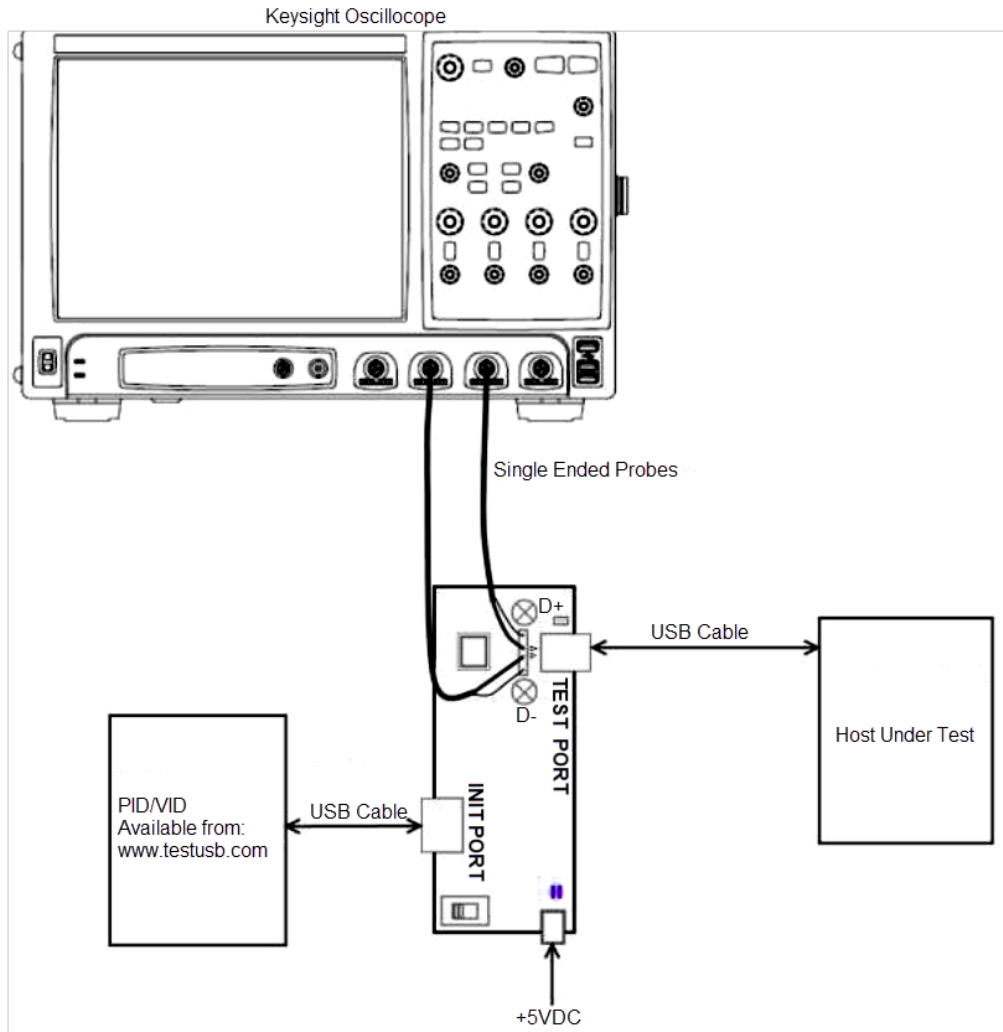 Keysight Oscillocope
Single Ended Probes
D+
USB Cable
TEST PORT
D-
Host Under Test
PID/VID
Available from:
www.testusb.com
USB Cable
INIT PORT
+5VDC